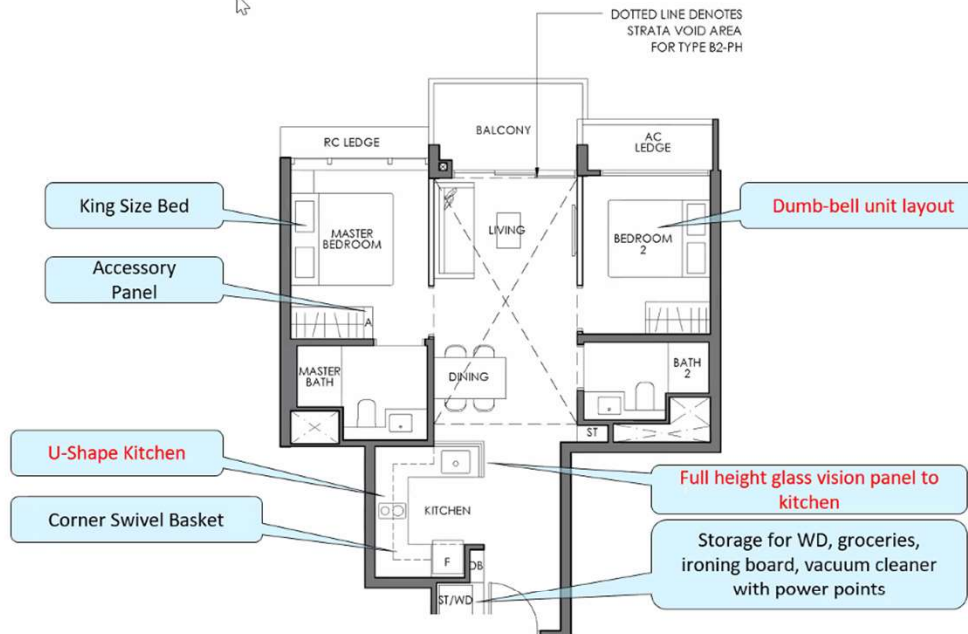 DOTTED LINE DENOTES
STRATA VOID AREA
FOR TYPE B2-PH
BALCONY
RC LEDGE
AC
LEDGE
King Size Bed
Dumb-bell unit layout
MASTER
BEDROOM
LIVING
BEDROOM
2
Accessory
Panel
A
MASTER
BATH
DINING
BATH
2
ST
U-Shape Kitchen
Full height glass vision panel to
kitchen
Corner Swivel Basket
KITCHEN
Storage for WD, groceries,
ironing board, vacuum cleaner
with power points
F
DB
ST/WD